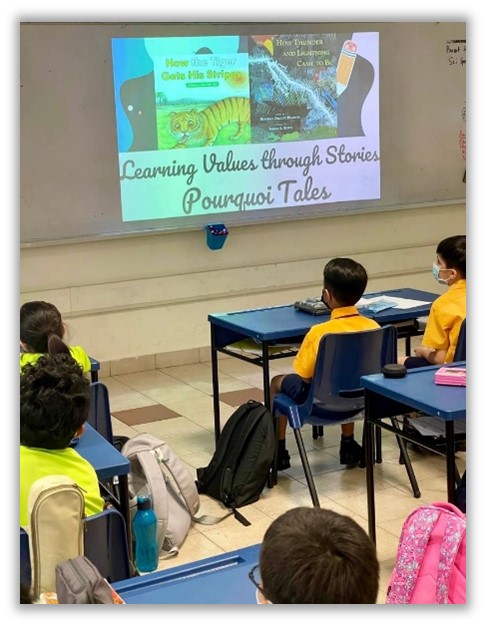 How the Tiger
Gets His Stripes
How Thunder
and Lightning
Came to Be
Learning Values through Stories
Pourquoi Tales